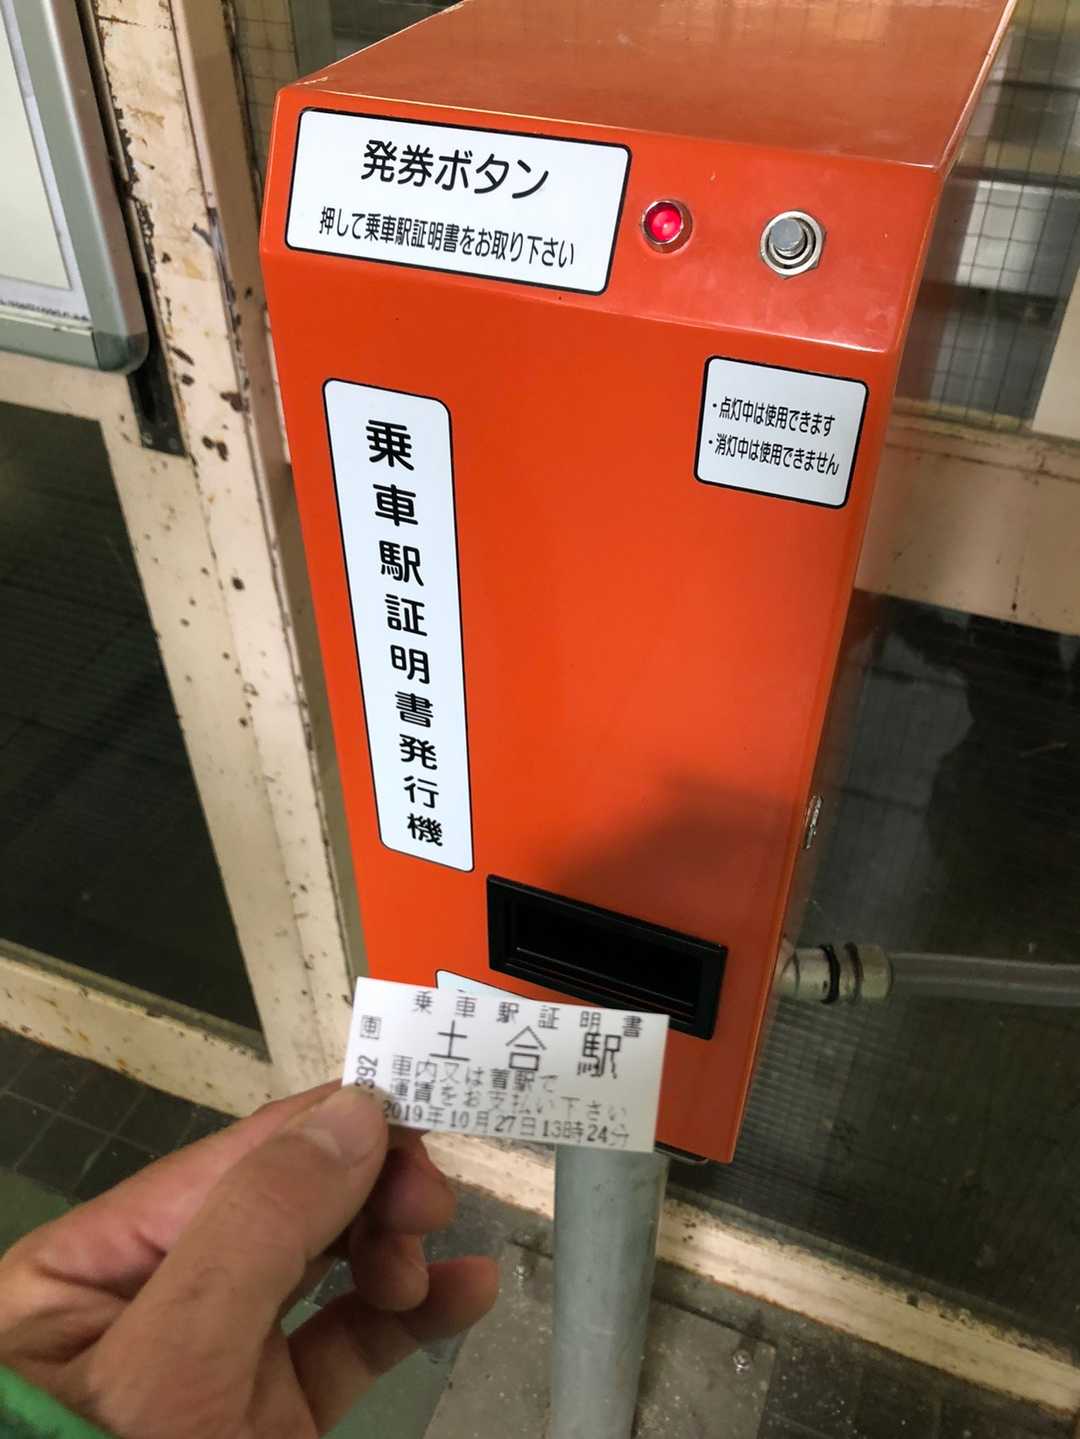 発券ボタン
押して乗車駅証明書をお取り下さい
・点灯中は使用できます
・消灯中は使用できません
乗車駅証明書発行機
乗車駅証明書
土合駅
392
車内又は着駅で
運賃をお支払い下さい
2019年10月27日13時24分